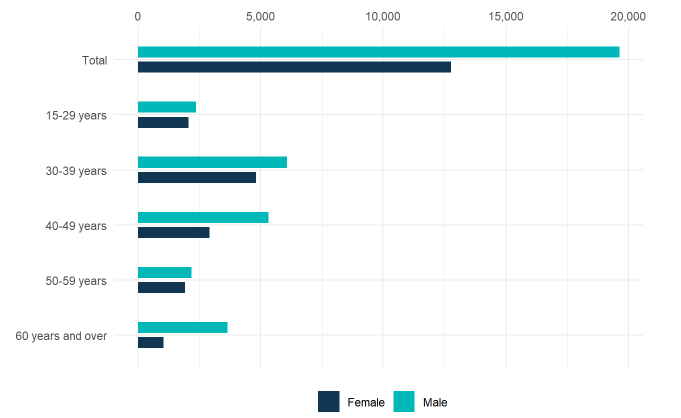 0 5,000 10,000 15,000 20,000
Total
15-29 years
30-39 years
40-49 years
50-59 years
60 years and over
Female Male